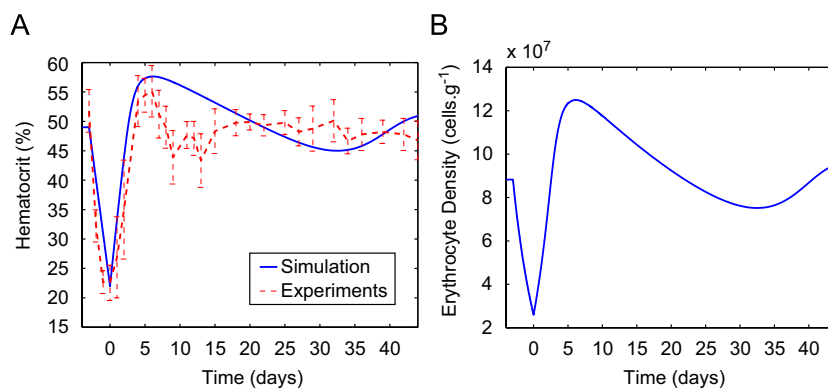 A
Hematocrit (%)
60
55
50
45
40
35
30
25
20
15
Simulation
Experiments
0 5 10 15 20 25 30 35 40
Time (days)
B
x 10⁷
Erythrocyte Density (cells.g⁻¹)
14
12
10
8
6
4
2
0 5 10 15 20 25 30 35 40
Time (days)